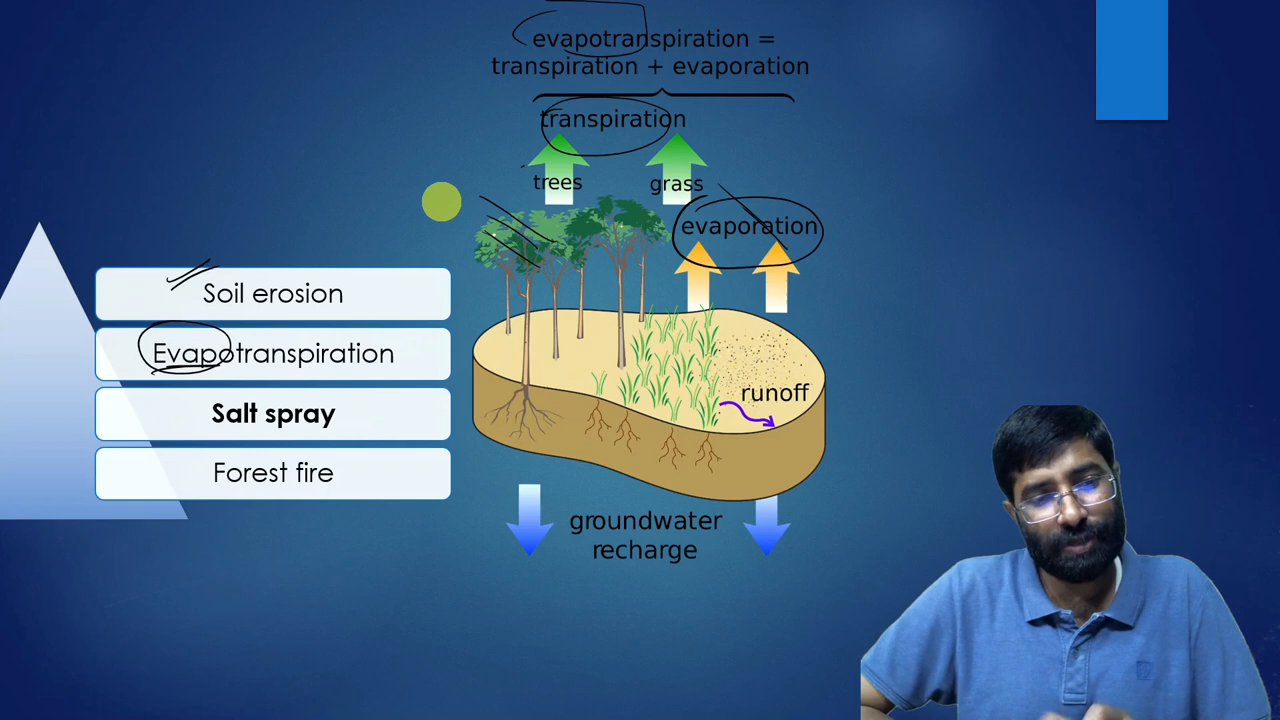 evapotranspiration =
transpiration + evaporation
transpiration
trees
grass
evaporation
Soil erosion
Evapotranspiration
Salt spray
Forest fire
runoff
groundwater
recharge